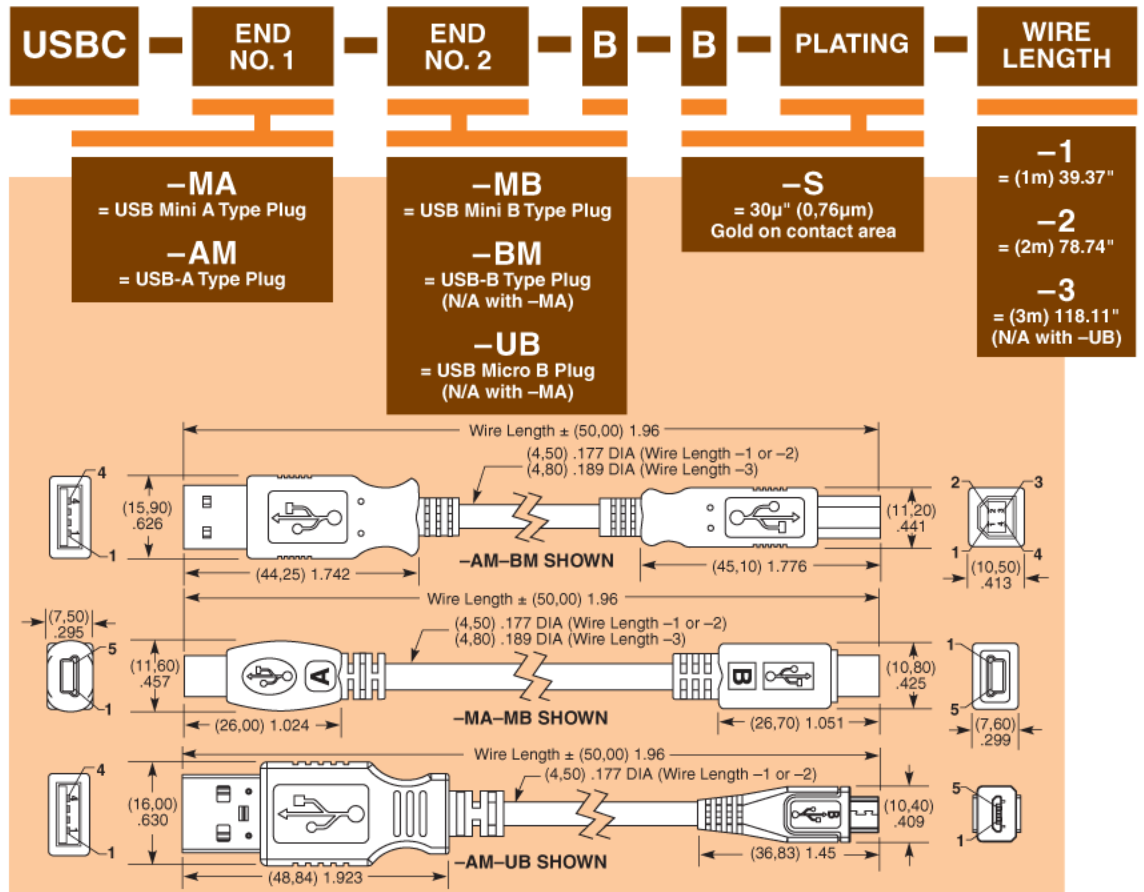 USBC – END NO. 1 – END NO. 2 – B – B – PLATING – WIRE LENGTH
–MA
= USB Mini A Type Plug
–AM
= USB-A Type Plug
–MB
= USB Mini B Type Plug
–BM
= USB-B Type Plug
(N/A with –MA)
–UB
= USB Micro B Plug
(N/A with –MA)
–S
= 30µ" (0,76µm)
Gold on contact area
–1
= (1m) 39.37"
–2
= (2m) 78.74"
–3
= (3m) 118.11"
(N/A with –UB)
Wire Length ± (50,00) 1.96
(4,50) .177 DIA (Wire Length –1 or –2)
(4,80) .189 DIA (Wire Length –3)
4
4
1
1
(15,90)
.626
(44,25) 1.742
–AM–BM SHOWN
(45,10) 1.776
(11,20)
.441
2
3
2 3
1 4
1
4
(10,50)
.413
Wire Length ± (50,00) 1.96
(4,50) .177 DIA (Wire Length –1 or –2)
(4,80) .189 DIA (Wire Length –3)
(7,50)
.295
5
1
(11,60)
.457
A
B
(26,00) 1.024
–MA–MB SHOWN
(26,70) 1.051
(10,80)
.425
1
5
(7,60)
.299
Wire Length ± (50,00) 1.96
(4,50) .177 DIA (Wire Length –1 or –2)
4
4
1
1
(16,00)
.630
(48,84) 1.923
–AM–UB SHOWN
B
(36,83) 1.45
(10,40)
.409
5
1